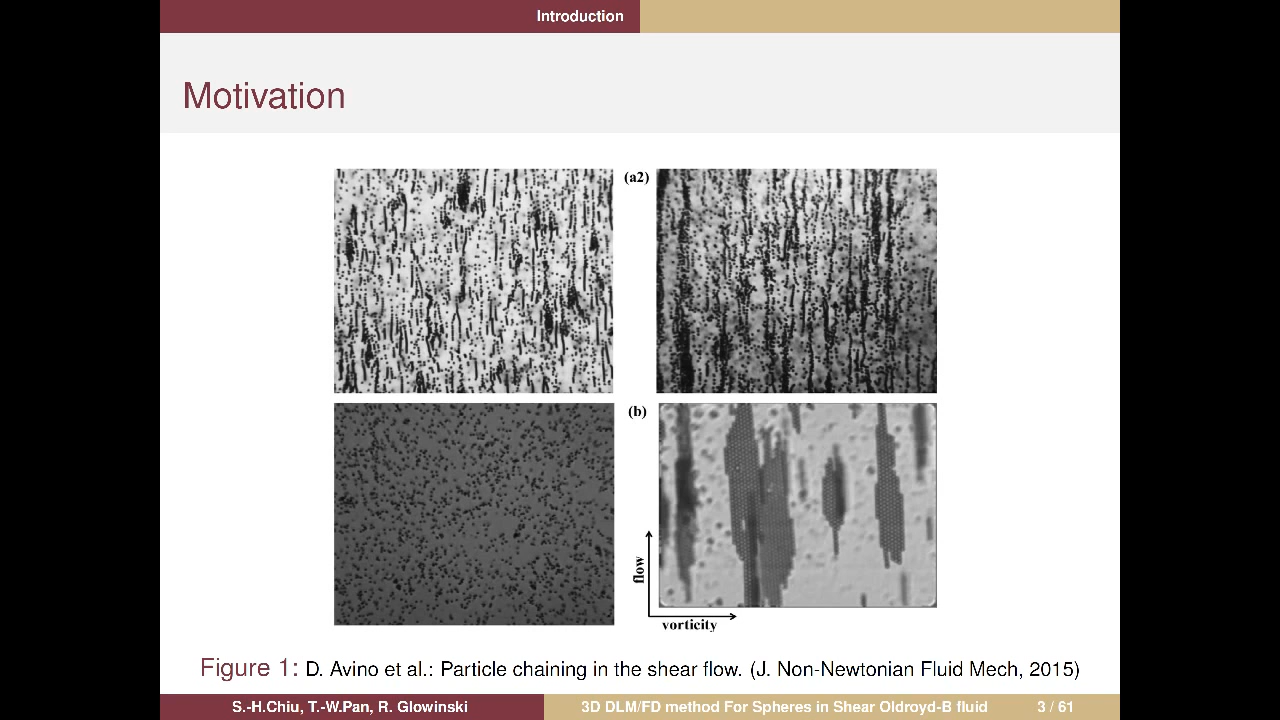 Introduction
Motivation
(a2)
(b)
flow
vorticity
Figure 1: D. Avino et al.: Particle chaining in the shear flow. (J. Non-Newtonian Fluid Mech, 2015)
S.-H.Chiu, T.-W.Pan, R. Glowinski
3D DLM/FD method For Spheres in Shear Oldroyd-B fluid
3 / 61